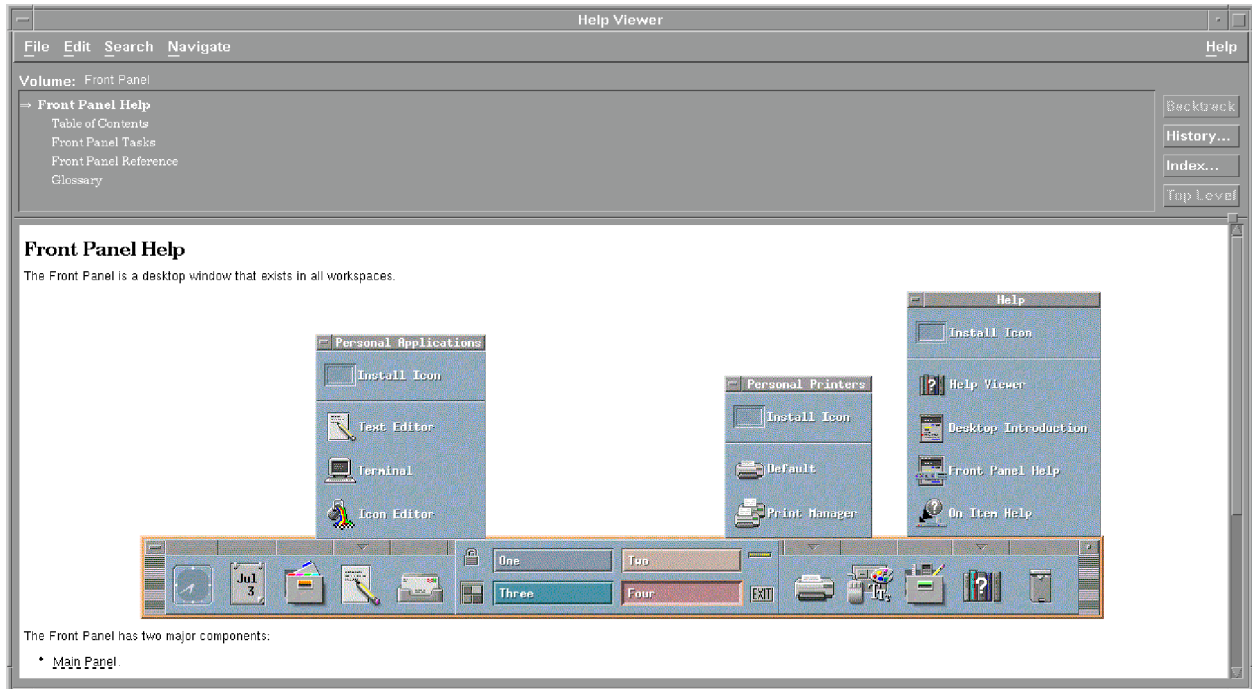 Help Viewer
File Edit Search Navigate Help
Volume: Front Panel
⇒ Front Panel Help
Table of Contents
Front Panel Tasks
Front Panel Reference
Glossary
Backtrack
History...
Index...
Top Level
Front Panel Help
The Front Panel is a desktop window that exists in all workspaces.
Personal Applications
Install Icon
Text Editor
Terminal
Icon Editor
Personal Printers
Install Icon
Default
Print Manager
Help
Install Icon
Help Viewer
Desktop Introduction
Front Panel Help
On Item Help
Jul
3
One Two
Three Four
EXIT
The Front Panel has two major components:
• Main Panel.